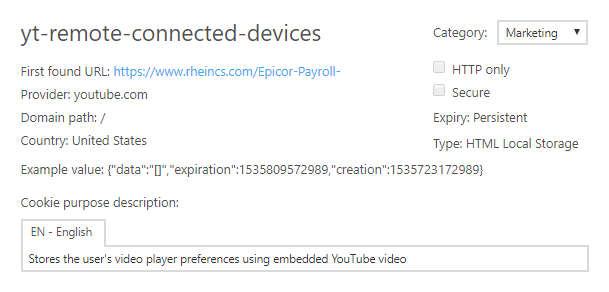 yt-remote-connected-devices
Category: Marketing
First found URL: https://www.rheincs.com/Epicor-Payroll-
HTTP only
Provider: youtube.com
Secure
Domain path: /
Expiry: Persistent
Country: United States
Type: HTML Local Storage
Example value: {"data":"[]","expiration":1535809572989,"creation":1535723172989}
Cookie purpose description:
EN - English
Stores the user's video player preferences using embedded YouTube video